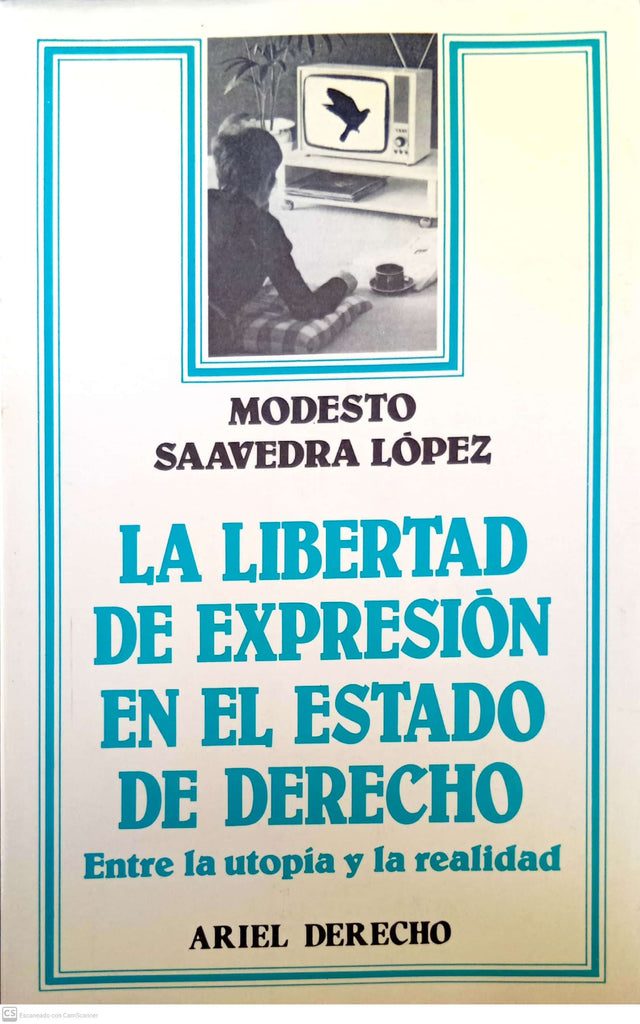 MODESTO
SAAVEDRA LÓPEZ
LA LIBERTAD
DE EXPRESIÓN
EN EL ESTADO
DE DERECHO
Entre la utopía y la realidad
ARIEL DERECHO
CS Escaneado con CamScanner